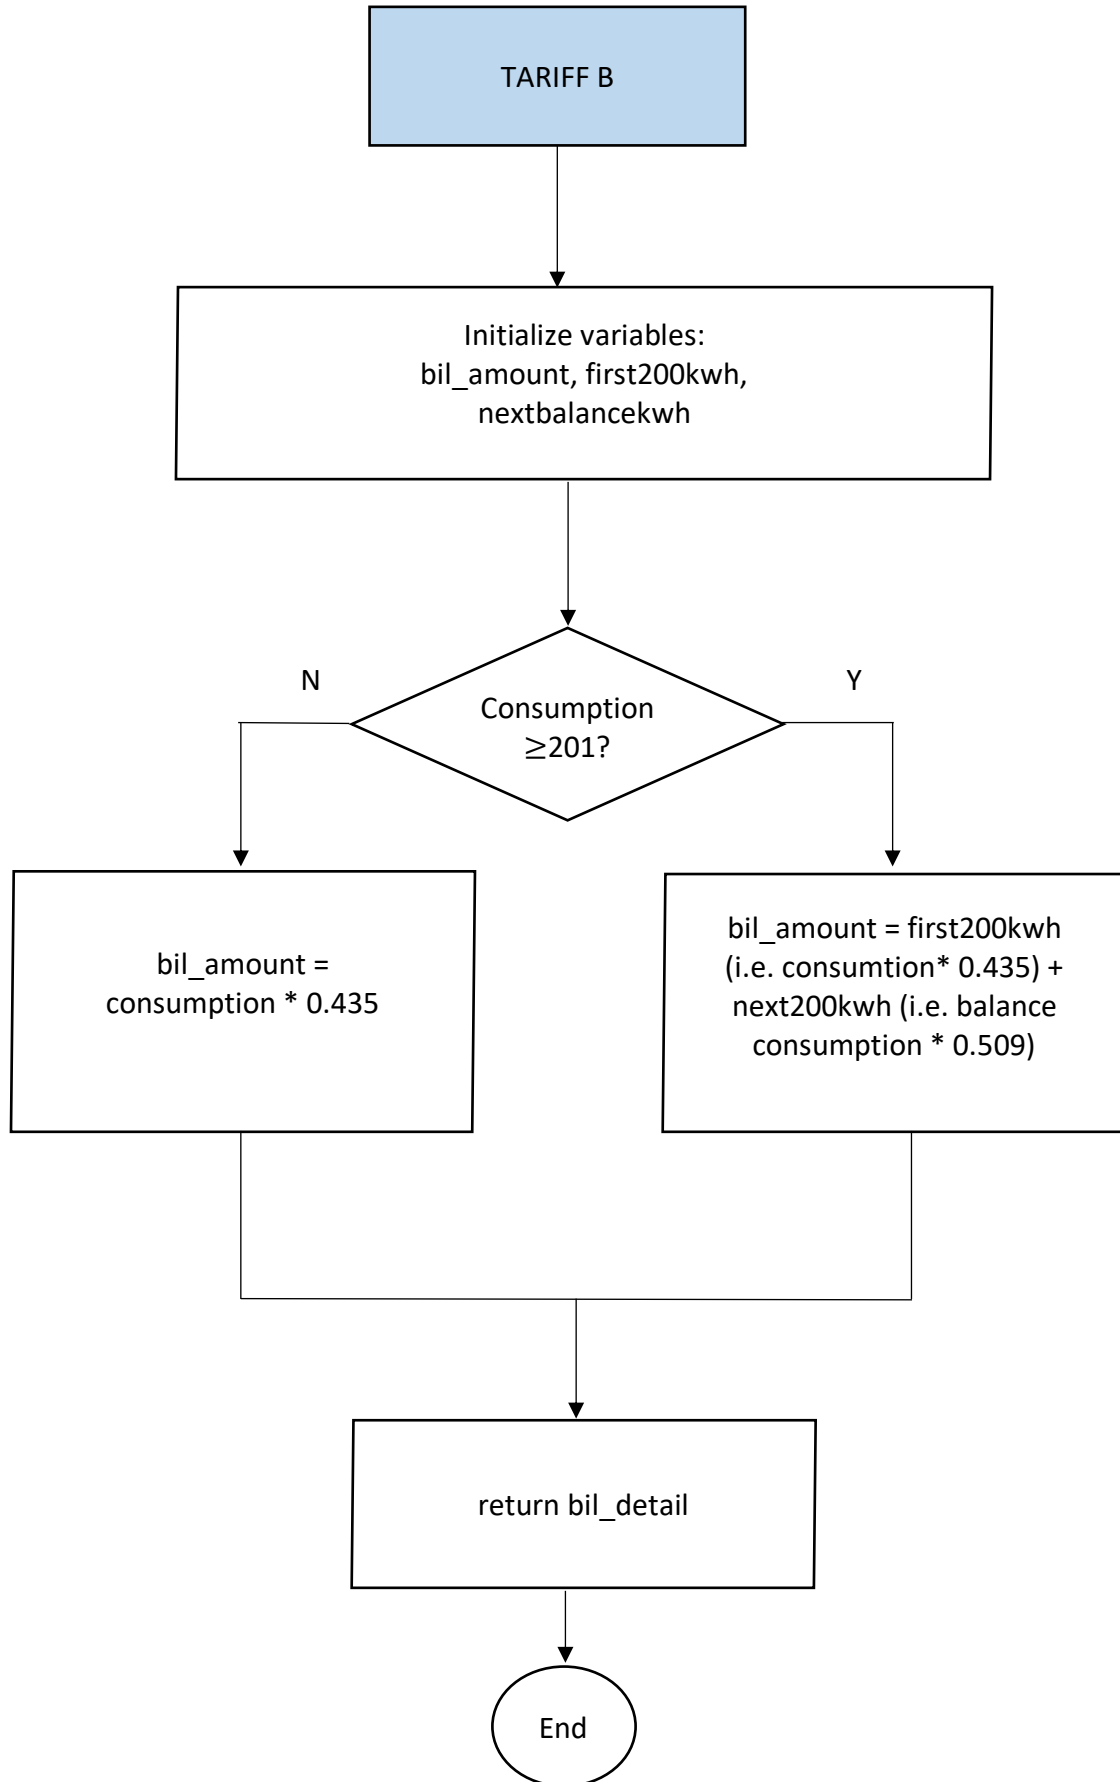 TARIFF B
Initialize variables:
bil_amount, first200kwh,
nextbalancekwh
N
Y
Consumption
≥201?
bil_amount =
consumption * 0.435
bil_amount = first200kwh
(i.e. consumtion* 0.435) +
next200kwh (i.e. balance
consumption * 0.509)
return bil_detail
End